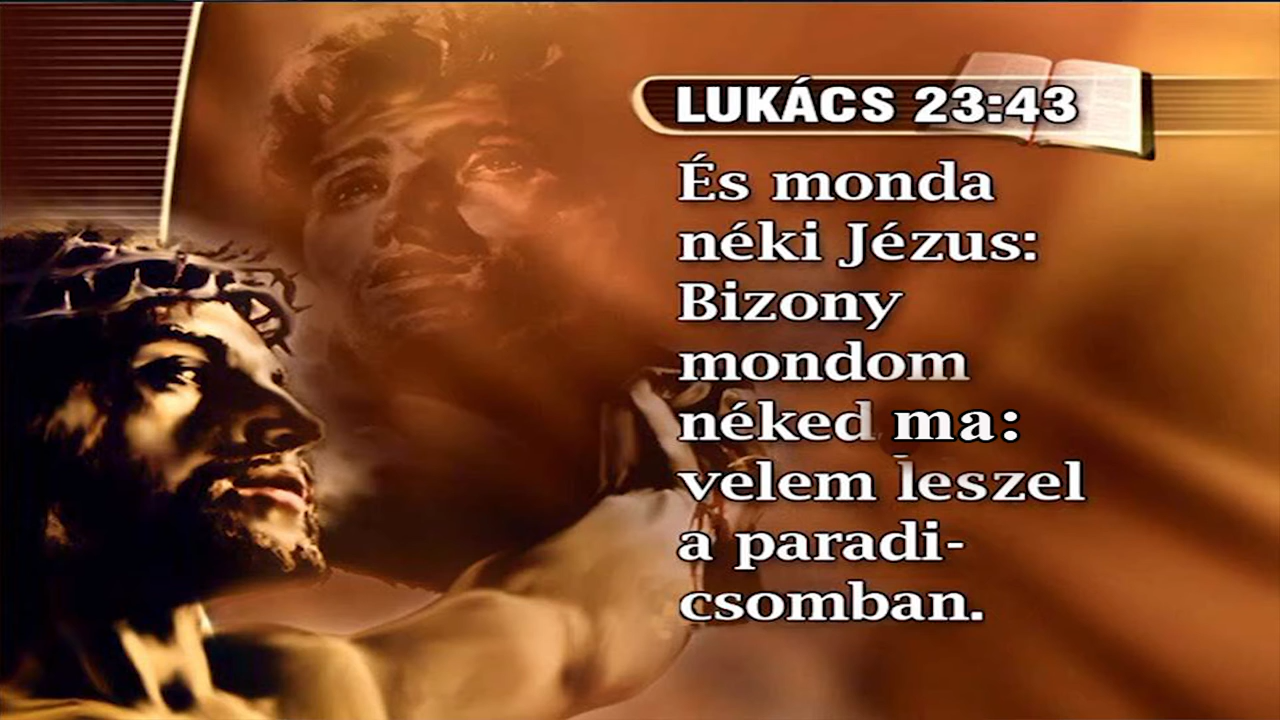 LUKÁCS 23:43
És monda
néki Jézus:
Bizony
mondom
néked ma:
velem leszel
a paradi-
csomban.